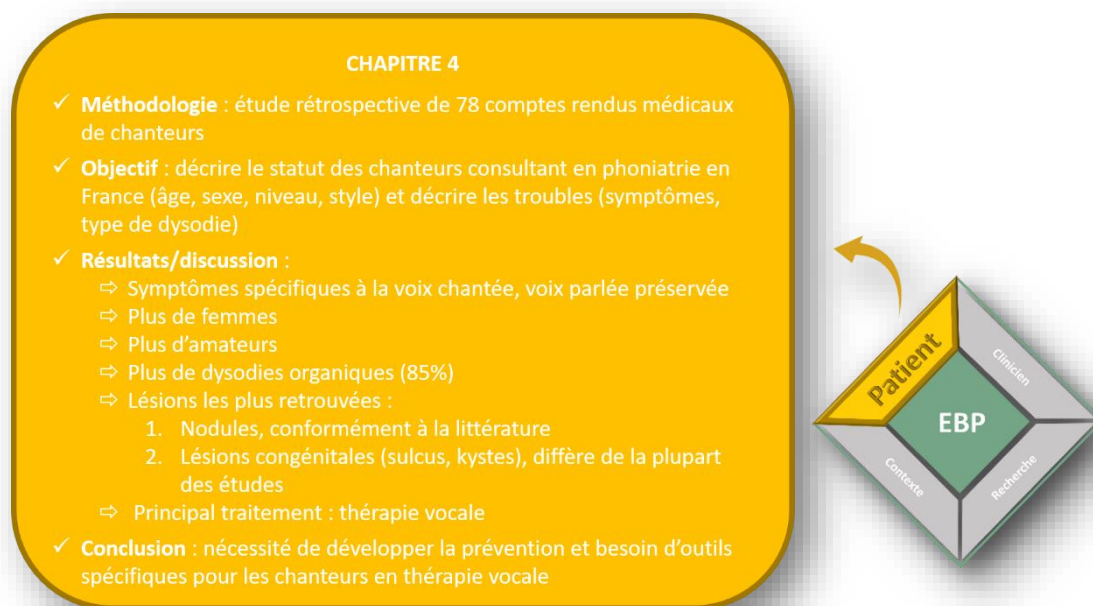 CHAPITRE 4
✓ Méthodologie : étude rétrospective de 78 comptes rendus médicaux
de chanteurs
✓ Objectif : décrire le statut des chanteurs consultant en phoniatrie en
France (âge, sexe, niveau, style) et décrire les troubles (symptômes,
type de dysodie)
✓ Résultats/discussion :
⇨ Symptômes spécifiques à la voix chantée, voix parlée préservée
⇨ Plus de femmes
⇨ Plus d’amateurs
⇨ Plus de dysodies organiques (85%)
⇨ Lésions les plus retrouvées :
1. Nodules, conformément à la littérature
2. Lésions congénitales (sulcus, kystes), diffère de la plupart
des études
⇨ Principal traitement : thérapie vocale
✓ Conclusion : nécessité de développer la prévention et besoin d’outils
spécifiques pour les chanteurs en thérapie vocale
Patient
Clinicien
EBP
Contexte
Recherche